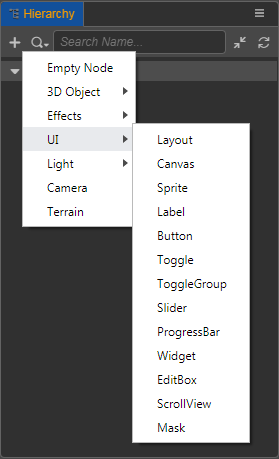 Hierarchy
Search Name...
Empty Node
3D Object
Effects
UI
Light
Camera
Terrain
Layout
Canvas
Sprite
Label
Button
Toggle
ToggleGroup
Slider
ProgressBar
Widget
EditBox
ScrollView
Mask